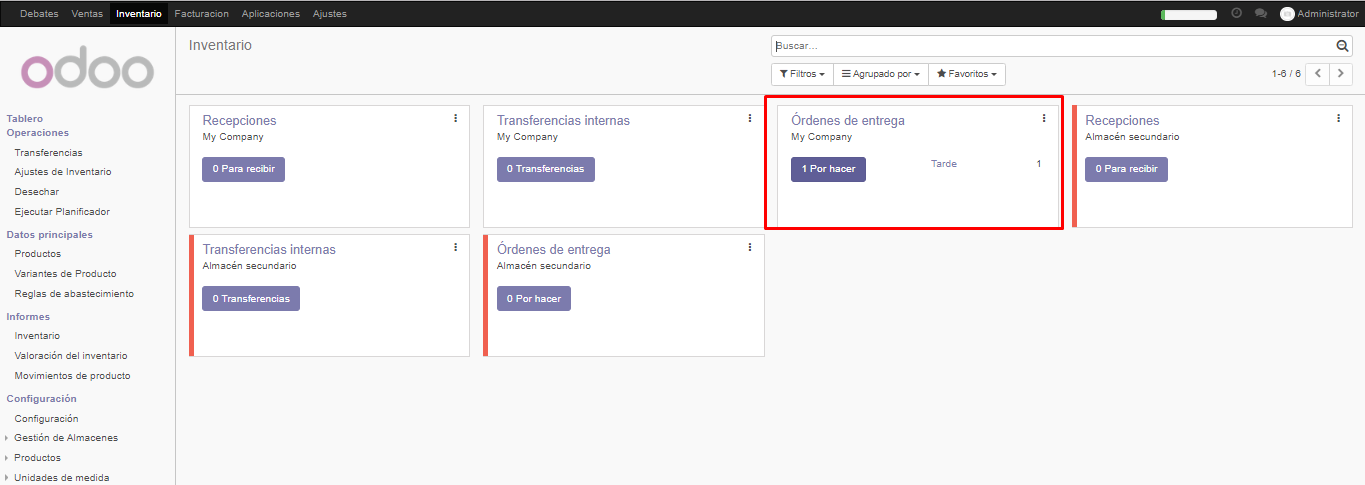 Debates Ventas Inventario Facturacion Aplicaciones Ajustes Administrator
odoo
Inventario
Buscar...
Filtros Agrupado por Favoritos 1-6 / 6
Tablero
Operaciones
Transferencias
Ajustes de Inventario
Desechar
Ejecutar Planificador
Datos principales
Productos
Variantes de Producto
Reglas de abastecimiento
Informes
Inventario
Valoración del inventario
Movimientos de producto
Configuración
Configuración
Gestión de Almacenes
Productos
Unidades de medida
Recepciones
My Company
0 Para recibir
Transferencias internas
My Company
0 Transferencias
Órdenes de entrega
My Company
1 Por hacer Tarde 1
Recepciones
Almacén secundario
0 Para recibir
Transferencias internas
Almacén secundario
0 Transferencias
Órdenes de entrega
Almacén secundario
0 Por hacer